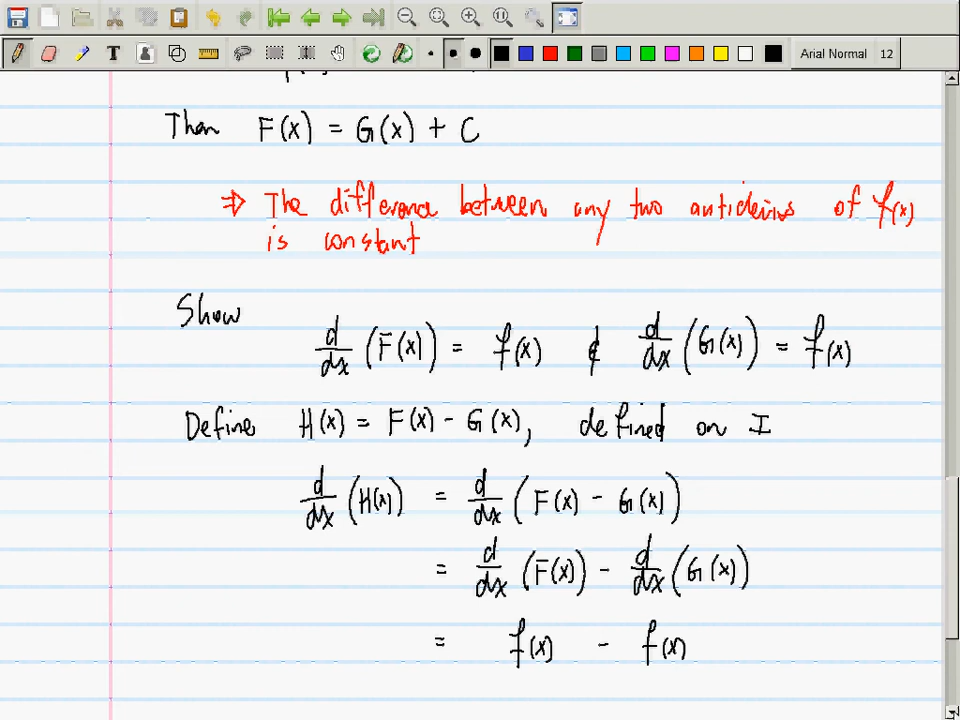 Arial Normal 12
Then F(x) = G(x) + C
⇒ The difference between any two antiderivs of f(x)
is constant
Show
d/dx (F(x)) = f(x) & d/dx (G(x)) = f(x)
Define H(x) = F(x) - G(x), defined on I
d/dx (H(x)) = d/dx (F(x) - G(x))
= d/dx (F(x)) - d/dx (G(x))
= f(x) - f(x)